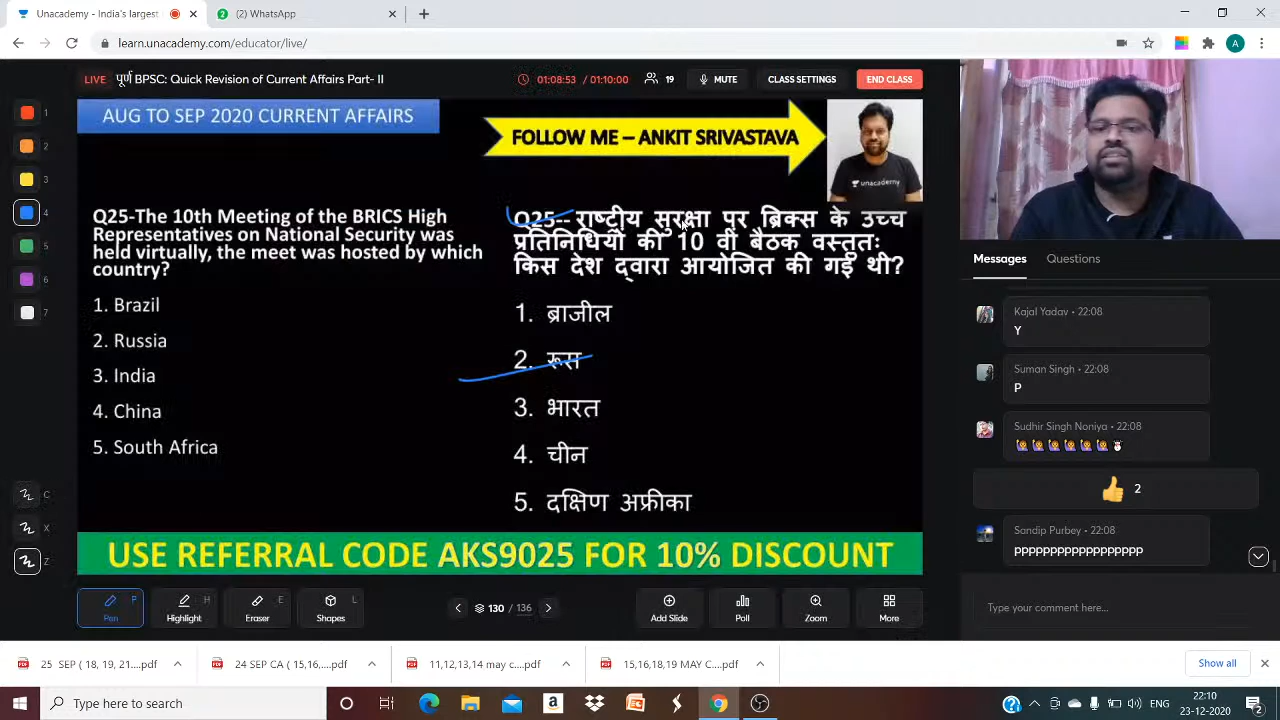 Unacademy - India's largest
(2) WhatsApp
learn.unacademy.com/educator/live/
LIVE पूर्ण BPSC: Quick Revision of Current Affairs Part- II
01:08:53 / 01:10:00
19
MUTE
CLASS SETTINGS
END CLASS
1
2
3
4
5
6
7
C
X
Z
AUG TO SEP 2020 CURRENT AFFAIRS
FOLLOW ME – ANKIT SRIVASTAVA
unacademy
Q25-The 10th Meeting of the BRICS High
Representatives on National Security was
held virtually, the meet was hosted by which
country?
1. Brazil
2. Russia
3. India
4. China
5. South Africa
Q25-- राष्ट्रीय सुरक्षा पर ब्रिक्स के उच्च
प्रतिनिधियों की 10 वीं बैठक वस्तुतः
किस देश द्वारा आयोजित की गई थी?
1. ब्राजील
2. रूस
3. भारत
4. चीन
5. दक्षिण अफ्रीका
USE REFERRAL CODE AKS9025 FOR 10% DISCOUNT
Pen P
Highlight H
Eraser E
Shapes L
130 / 136
Add Slide
Poll
Zoom
More
Messages
Questions
Kajal Yadav • 22:08
Y
Suman Singh • 22:08
P
Sudhir Singh Noniya • 22:08
2
Sandip Purbey • 22:08
pppppppppppppppppp
Type your comment here...
25 SEP ( 18, 19, 21....pdf
24 SEP CA ( 15,16,....pdf
11,12,13,14 may c....pdf
15,16,18,19 MAY C....pdf
Show all
Type here to search
ENG
22:10
23-12-2020
2